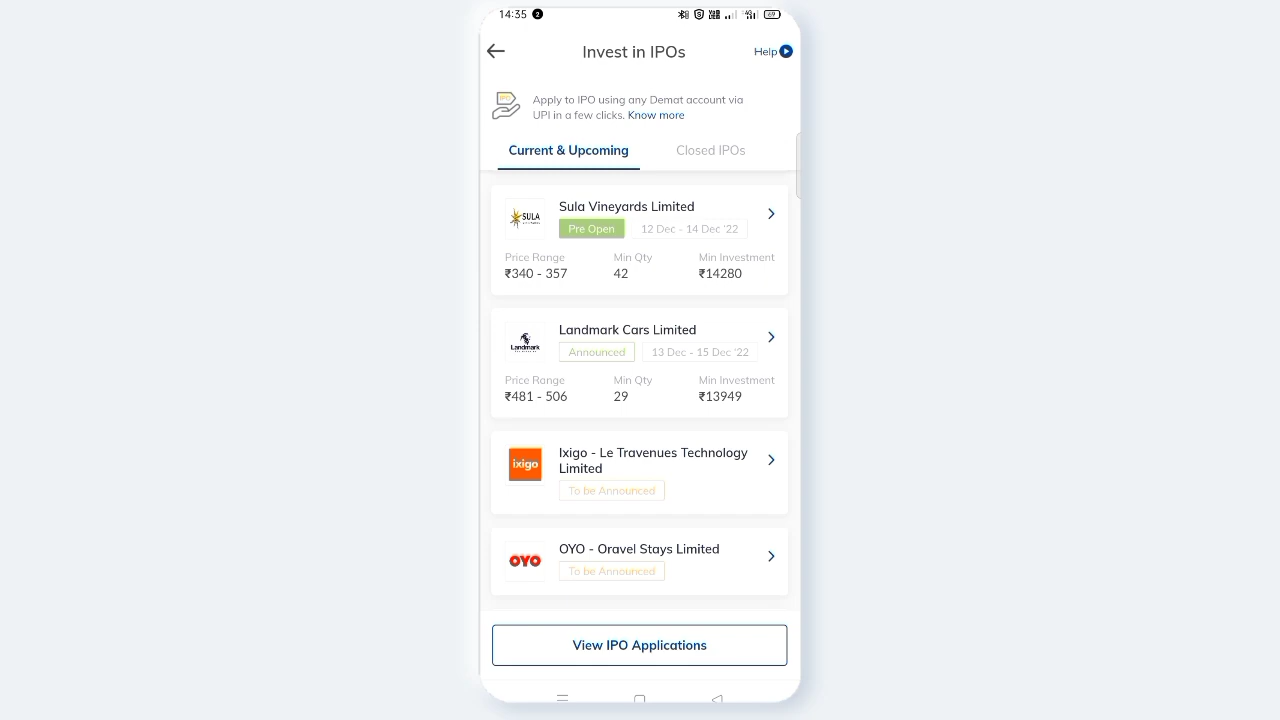 14:35 2
69
Invest in IPOs
Help
IPO
Apply to IPO using any Demat account via
UPI in a few clicks. Know more
Current & Upcoming
Closed IPOs
SULA
Sula Vineyards Limited
Pre Open
12 Dec - 14 Dec '22
Price Range
Min Qty
Min Investment
₹340 - 357
42
₹14280
Landmark
Landmark Cars Limited
Announced
13 Dec - 15 Dec '22
Price Range
Min Qty
Min Investment
₹481 - 506
29
₹13949
ixigo
Ixigo - Le Travenues Technology
Limited
To be Announced
OYO
OYO - Oravel Stays Limited
To be Announced
View IPO Applications